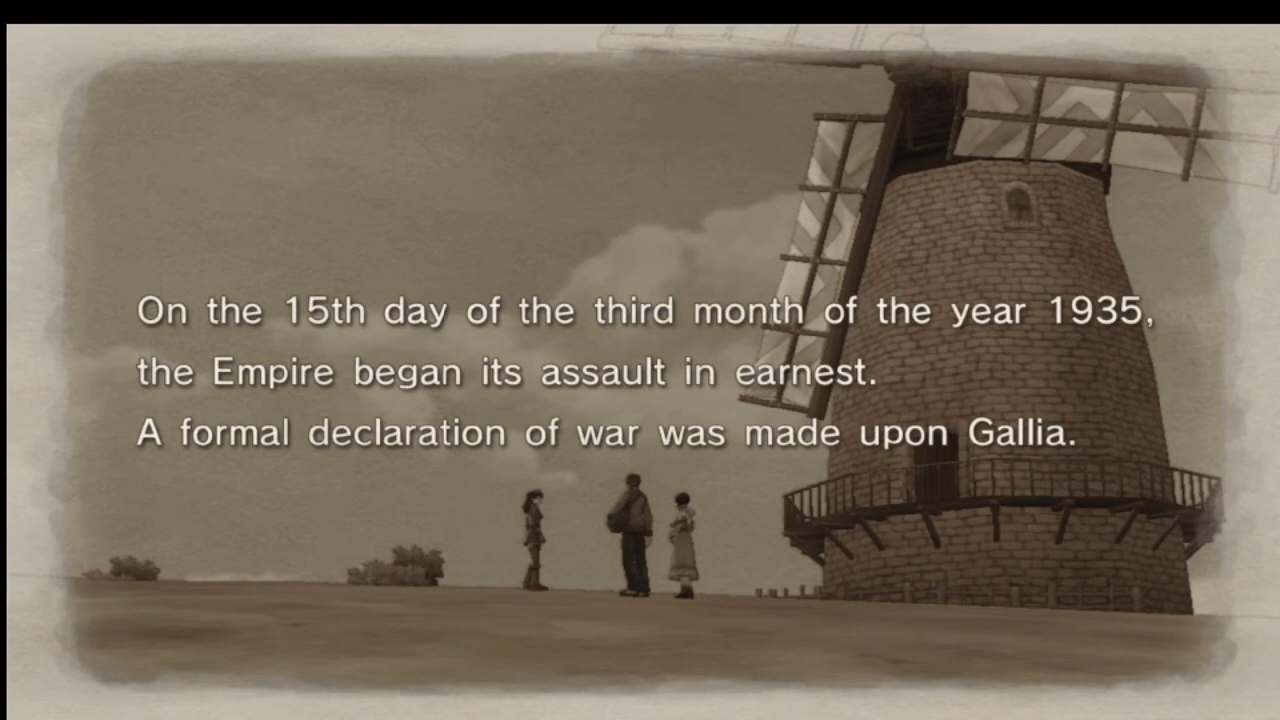 On the 15th day of the third month of the year 1935,
the Empire began its assault in earnest.
A formal declaration of war was made upon Gallia.